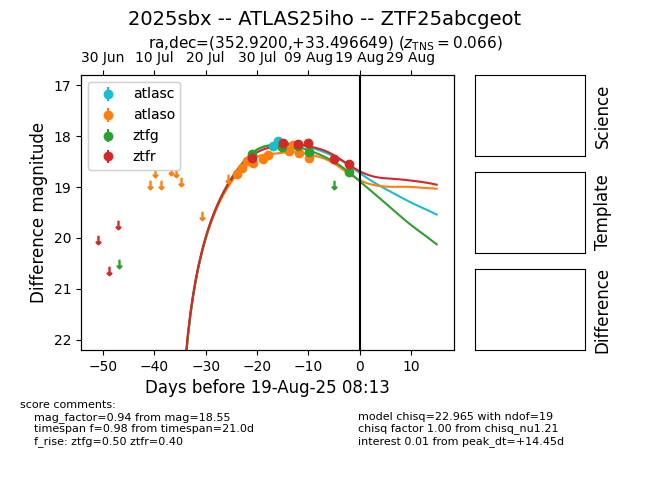 2025sbx -- ATLAS25iho -- ZTF25abcgeot
ra,dec=(352.9200,+33.496649) (z_TNS = 0.066)
30 Jun 10 Jul 20 Jul 30 Jul 09 Aug 19 Aug 29 Aug
atlasc
atlaso
ztfg
ztfr
17
18
19
20
21
22
Difference magnitude
−50 −40 −30 −20 −10 0 10
Days before 19-Aug-25 08:13
Science
Template
Difference
score comments:
mag_factor=0.94 from mag=18.55
timespan f=0.98 from timespan=21.0d
f_rise: ztfg=0.50 ztfr=0.40
model chisq=22.965 with ndof=19
chisq factor 1.00 from chisq_nu1.21
interest 0.01 from peak_dt=+14.45d